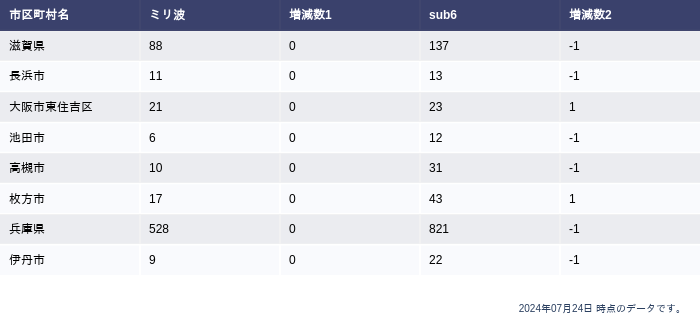 市区町村名 ミリ波 増減数1 sub6 増減数2
滋賀県 88 0 137 -1
長浜市 11 0 13 -1
大阪市東住吉区 21 0 23 1
池田市 6 0 12 -1
高槻市 10 0 31 -1
枚方市 17 0 43 1
兵庫県 528 0 821 -1
伊丹市 9 0 22 -1
2024年07月24日 時点のデータです。